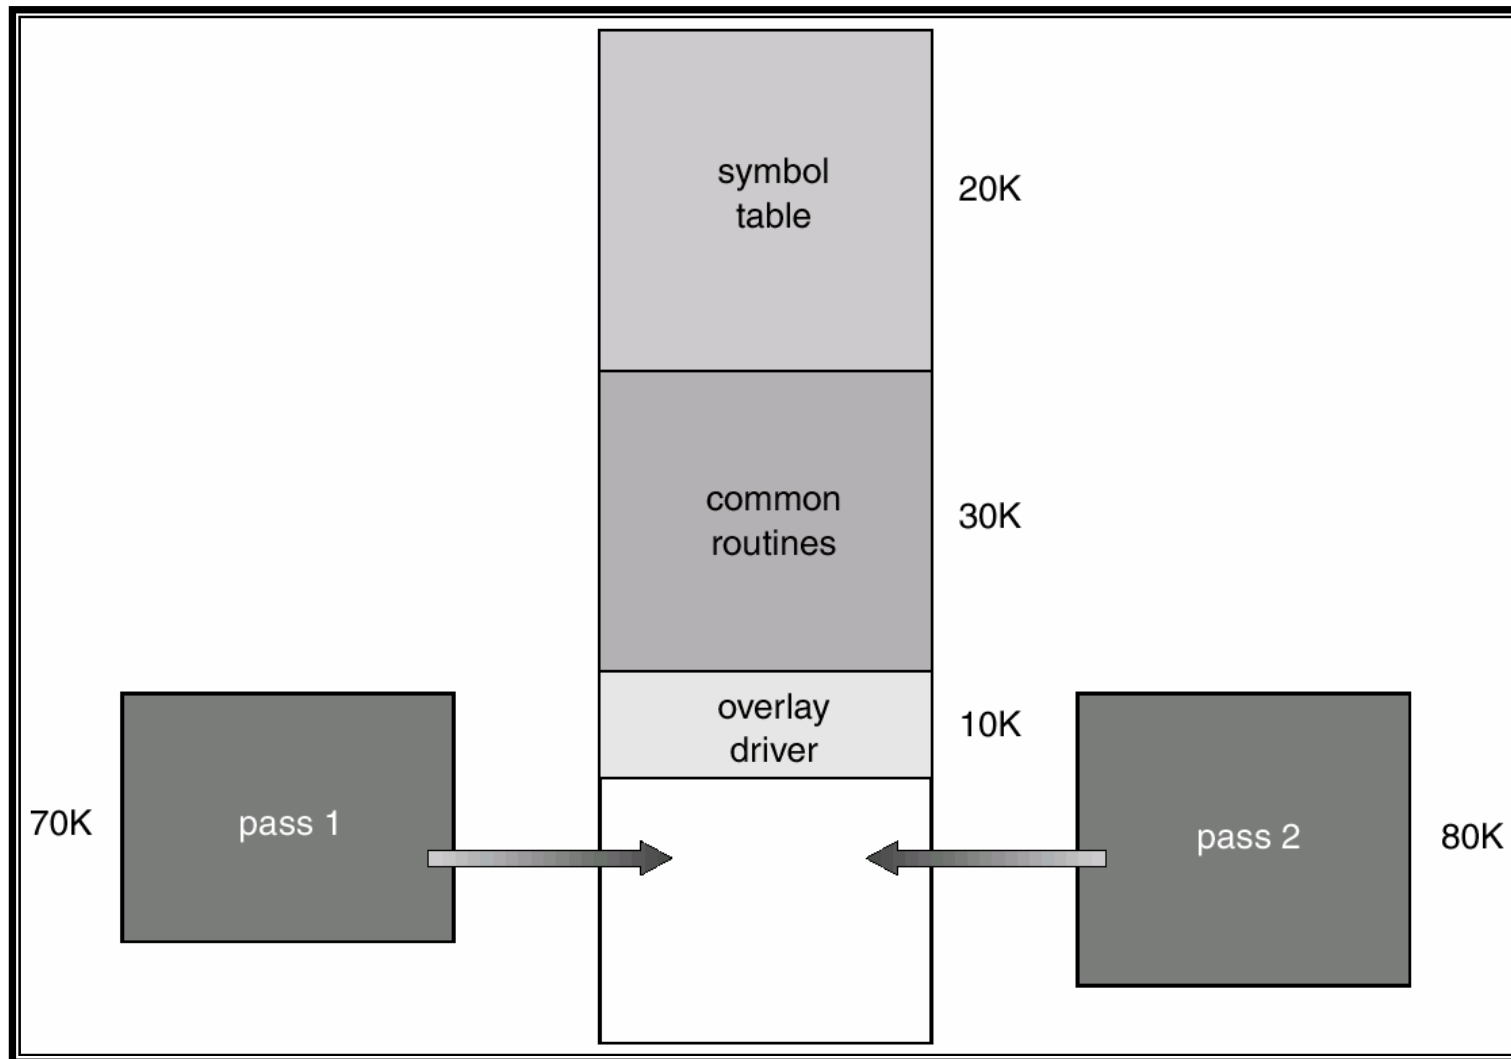 symbol
table
20K
common
routines
30K
overlay
driver
10K
70K
pass 1
pass 2
80K